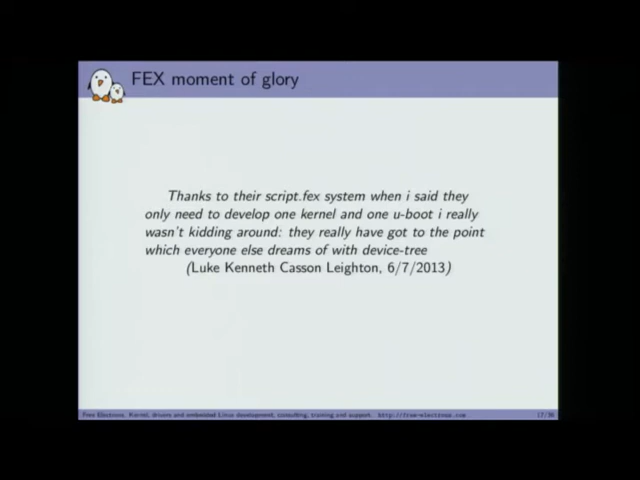 FEX moment of glory
Thanks to their script.fex system when i said they
only need to develop one kernel and one u-boot i really
wasn't kidding around: they really have got to the point
which everyone else dreams of with device-tree
(Luke Kenneth Casson Leighton, 6/7/2013)
Free Electrons. Kernel, drivers and embedded Linux development, consulting, training and support. http://free-electrons.com
17/36